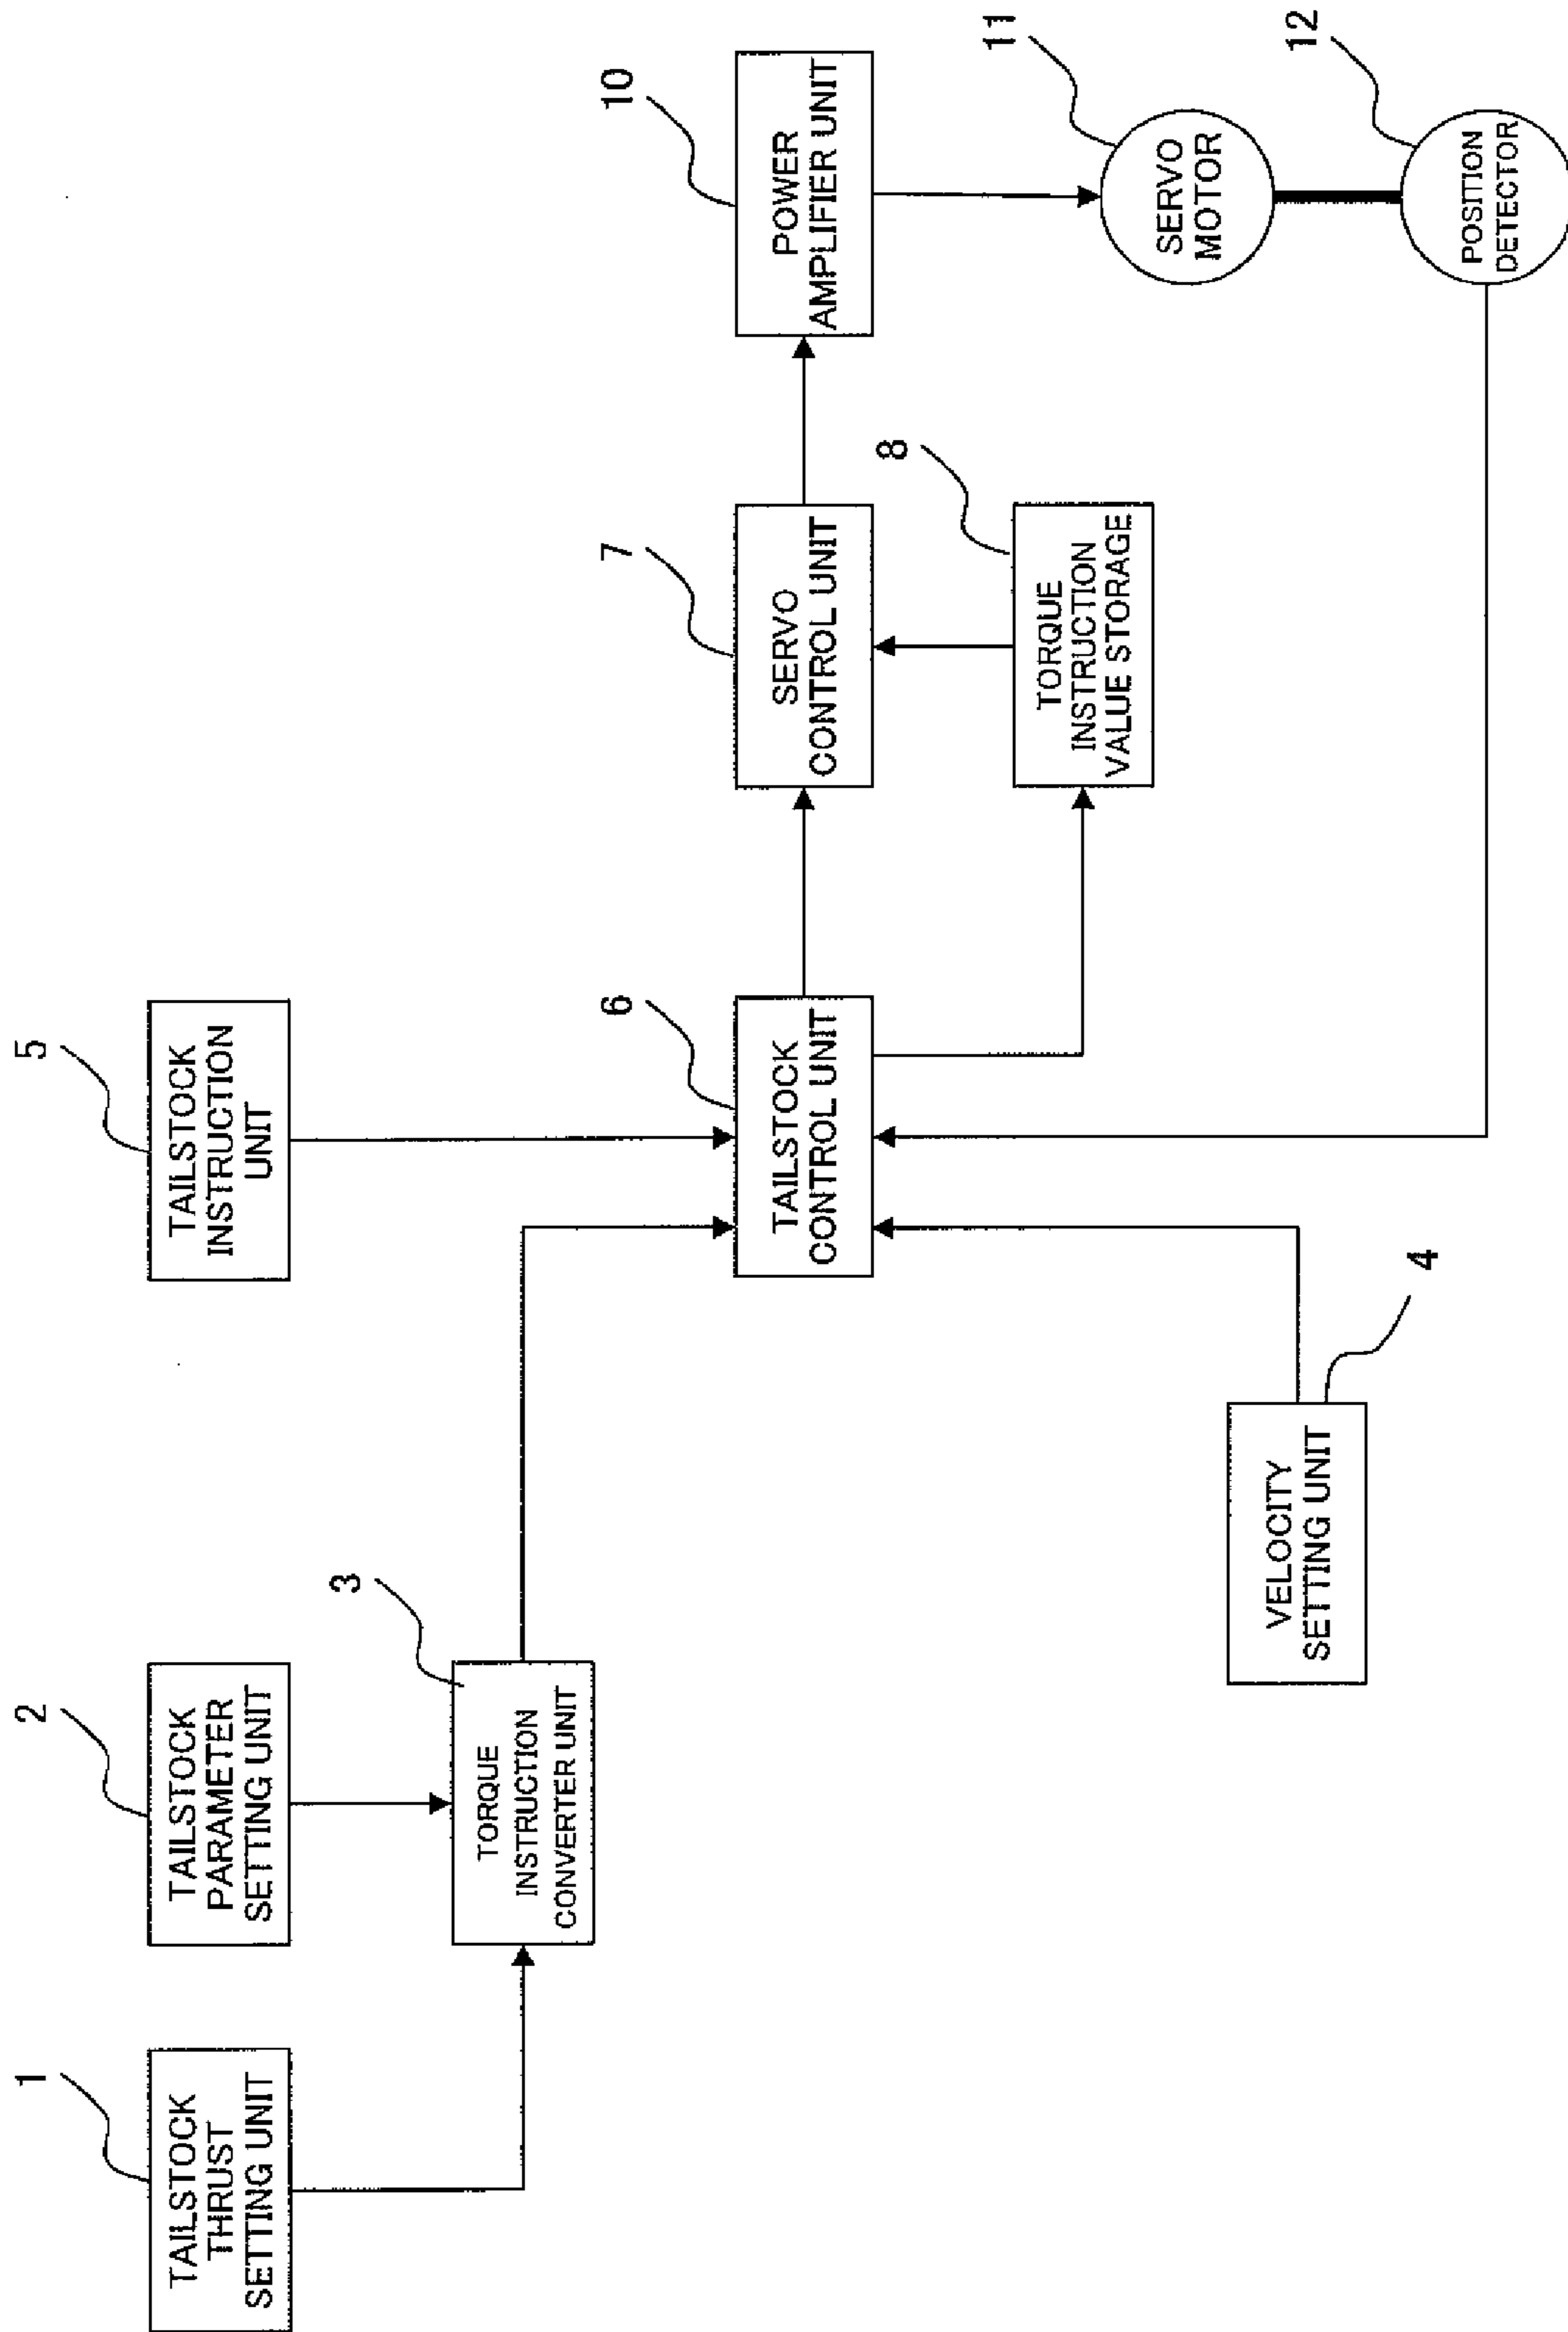 1
TAILSTOCK
THRUST
SETTING UNIT
2
TAILSTOCK
PARAMETER
SETTING UNIT
5
TAILSTOCK
INSTRUCTION
UNIT
3
TORQUE
INSTRUCTION
CONVERTER UNIT
6
TAILSTOCK
CONTROL UNIT
7
SERVO
CONTROL UNIT
10
POWER
AMPLIFIER UNIT
8
TORQUE
INSTRUCTION
VALUE STORAGE
11
SERVO
MOTOR
4
VELOCITY
SETTING UNIT
12
POSITION
DETECTOR